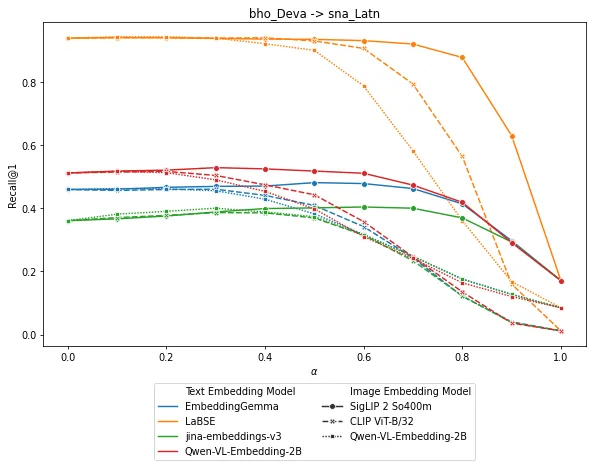 bho_Deva -> sna_Latn
Recall@1
0.8
0.6
0.4
0.2
0.0
0.0 0.2 0.4 0.6 0.8 1.0
α
Text Embedding Model
EmbeddingGemma
LaBSE
jina-embeddings-v3
Qwen-VL-Embedding-2B
Image Embedding Model
SigLIP 2 So400m
CLIP ViT-B/32
Qwen-VL-Embedding-2B